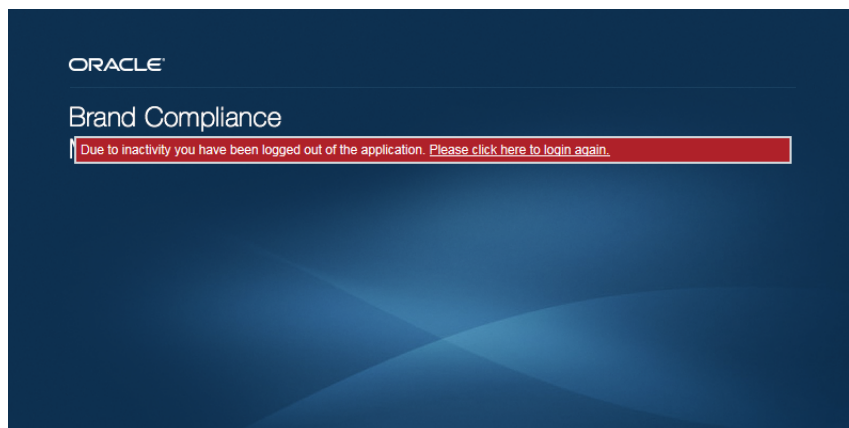 ORACLE
Brand Compliance
Due to inactivity you have been logged out of the application. Please click here to login again.